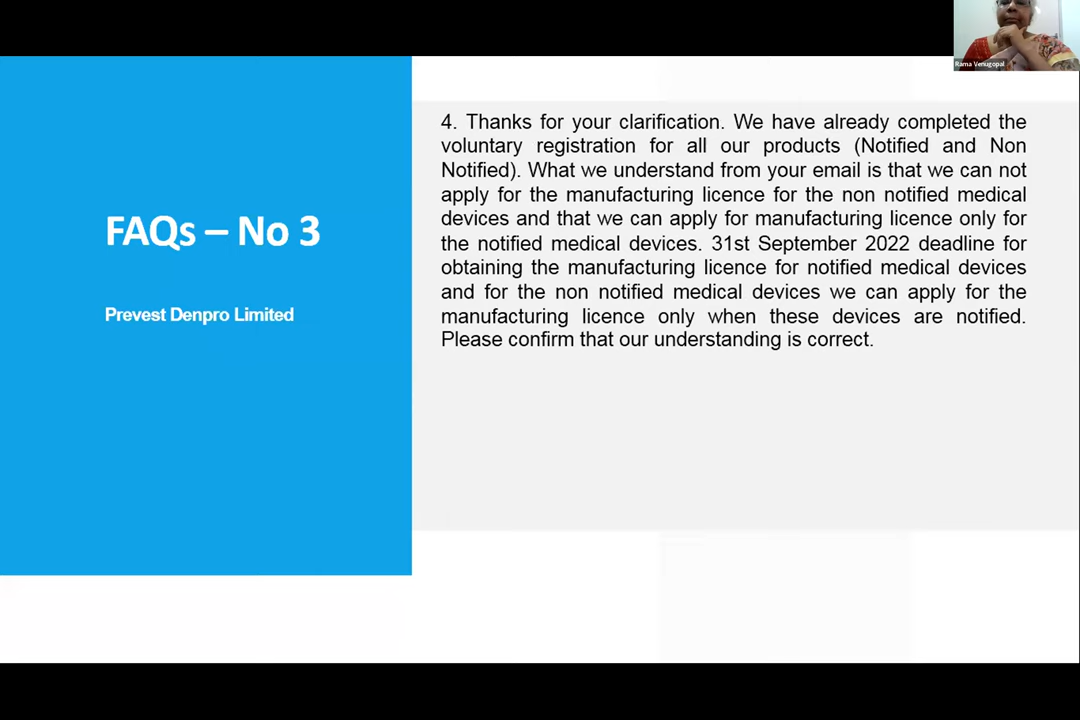 Rama Venugopal
FAQs – No 3
Prevest Denpro Limited
4. Thanks for your clarification. We have already completed the
voluntary registration for all our products (Notified and Non
Notified). What we understand from your email is that we can not
apply for the manufacturing licence for the non notified medical
devices and that we can apply for manufacturing licence only for
the notified medical devices. 31st September 2022 deadline for
obtaining the manufacturing licence for notified medical devices
and for the non notified medical devices we can apply for the
manufacturing licence only when these devices are notified.
Please confirm that our understanding is correct.